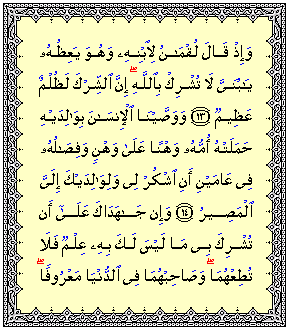 وَإِذْ قَالَ لُقْمَـٰنُ لِٱبْنِهِۦ وَهُوَ يَعِظُهُۥ
يَـٰبُنَىَّ لَا تُشْرِكْ بِٱللَّهِ ۖ إِنَّ ٱلشِّرْكَ لَظُلْمٌ
عَظِيمٌ ١٣ وَوَصَّيْنَا ٱلْإِنسَـٰنَ بِوَٰلِدَيْهِ
حَمَلَتْهُ أُمُّهُۥ وَهْنًا عَلَىٰ وَهْنٍ وَفِصَـٰلُهُۥ
فِى عَامَيْنِ أَنِ ٱشْكُرْ لِى وَلِوَٰلِدَيْكَ إِلَىَّ
ٱلْمَصِيرُ ١٤ وَإِن جَـٰهَدَاكَ عَلَىٰٓ أَن
تُشْرِكَ بِى مَا لَيْسَ لَكَ بِهِۦ عِلْمٌ فَلَا
تُطِعْهُمَا ۖ وَصَاحِبْهُمَا فِى ٱلدُّنْيَا مَعْرُوفًا ۖ